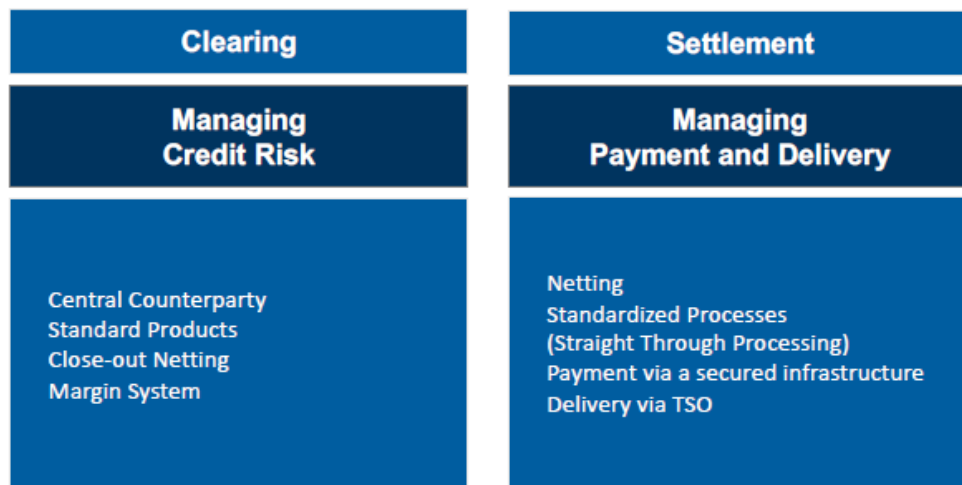 Clearing
Managing
Credit Risk
Central Counterparty
Standard Products
Close-out Netting
Margin System
Settlement
Managing
Payment and Delivery
Netting
Standardized Processes
(Straight Through Processing)
Payment via a secured infrastructure
Delivery via TSO